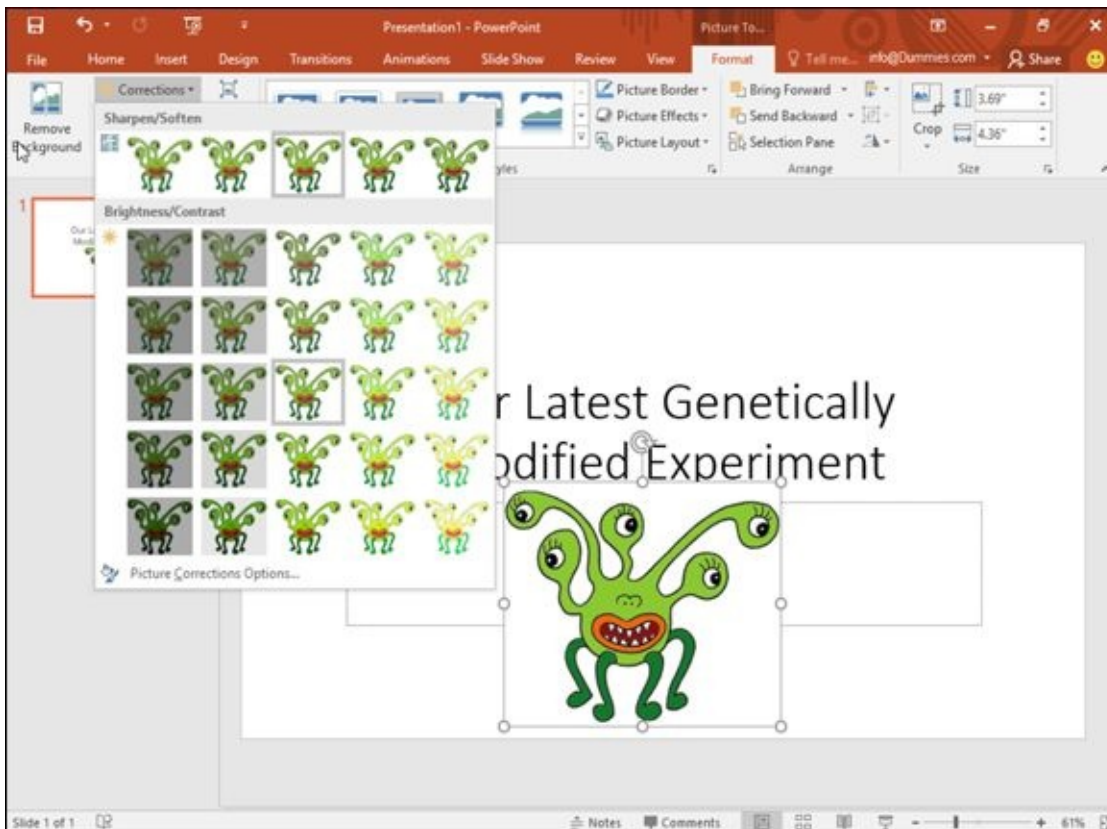 Presentation1 - PowerPoint
Picture To...
File Home Insert Design Transitions Animations Slide Show Review View Format Tell me... info@Dummies.com Share
Remove Background
Corrections
Picture Border
Picture Effects
Picture Layout
Bring Forward
Send Backward
Selection Pane
Arrange
Crop
3.69"
4.36"
Size
yles
Sharpen/Soften
Brightness/Contrast
Picture Corrections Options...
1
r Latest Genetically
odified Experiment
Slide 1 of 1
Notes Comments
61%